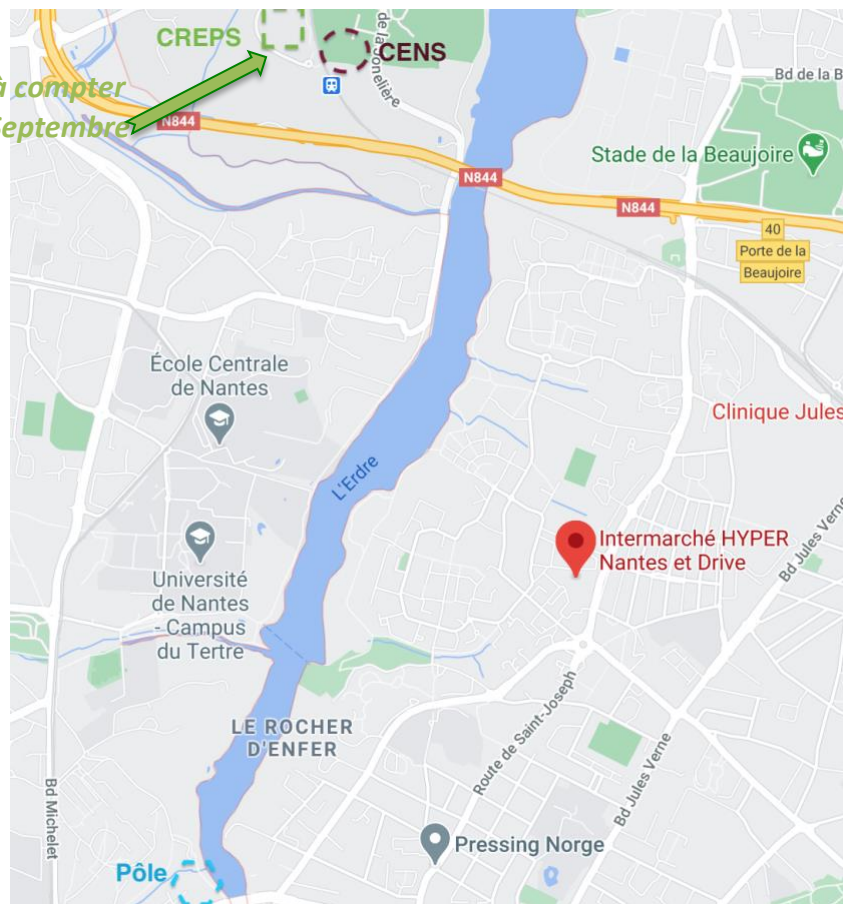 CREPS
CENS
de la Jonelière
à compter
Septembre
N844
Bd de la B
Stade de la Beaujoire
N844
N844
40
Porte de la
Beaujoire
École Centrale
de Nantes
Clinique Jules
L'Erdre
Intermarché HYPER
Nantes et Drive
Bd Jules Verne
Université
de Nantes
- Campus
du Tertre
LE ROCHER
D'ENFER
Route de Saint-Joseph
Bd Jules Verne
Bd Michelet
Pressing Norge
Pôle